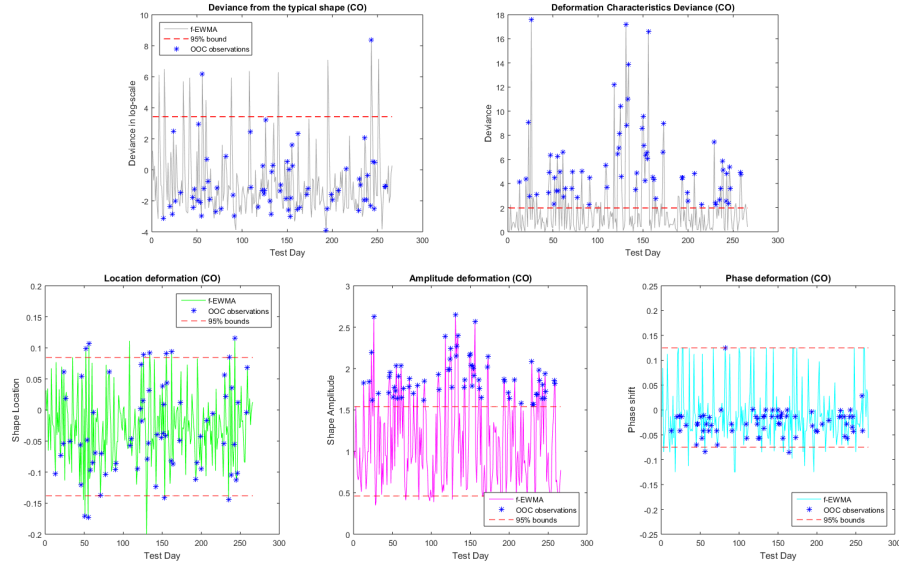 Deviance from the typical shape (CO)
8
6
4
2
0
-2
-4
Deviance in log-scale
0 50 100 150 200 250 300
Test Day
f-EWMA
95% bound
OOC observations
Deformation Characteristics Deviance (CO)
18
16
14
12
10
8
6
4
2
0
Deviance
0 50 100 150 200 250 300
Test Day
Location deformation (CO)
0.2
0.15
0.1
0.05
0
-0.05
-0.1
-0.15
-0.2
Shape Location
0 50 100 150 200 250 300
Test Day
f-EWMA
OOC observations
95% bounds
Amplitude deformation (CO)
3
2.5
2
1.5
1
0.5
0
Shape Amplitude
0 50 100 150 200 250 300
Test Day
f-EWMA
OOC observations
95% bounds
Phase deformation (CO)
0.25
0.2
0.15
0.1
0.05
0
-0.05
-0.1
-0.15
-0.2
-0.25
Phase shift
0 50 100 150 200 250 300
Test Day
f-EWMA
OOC observations
95% bounds